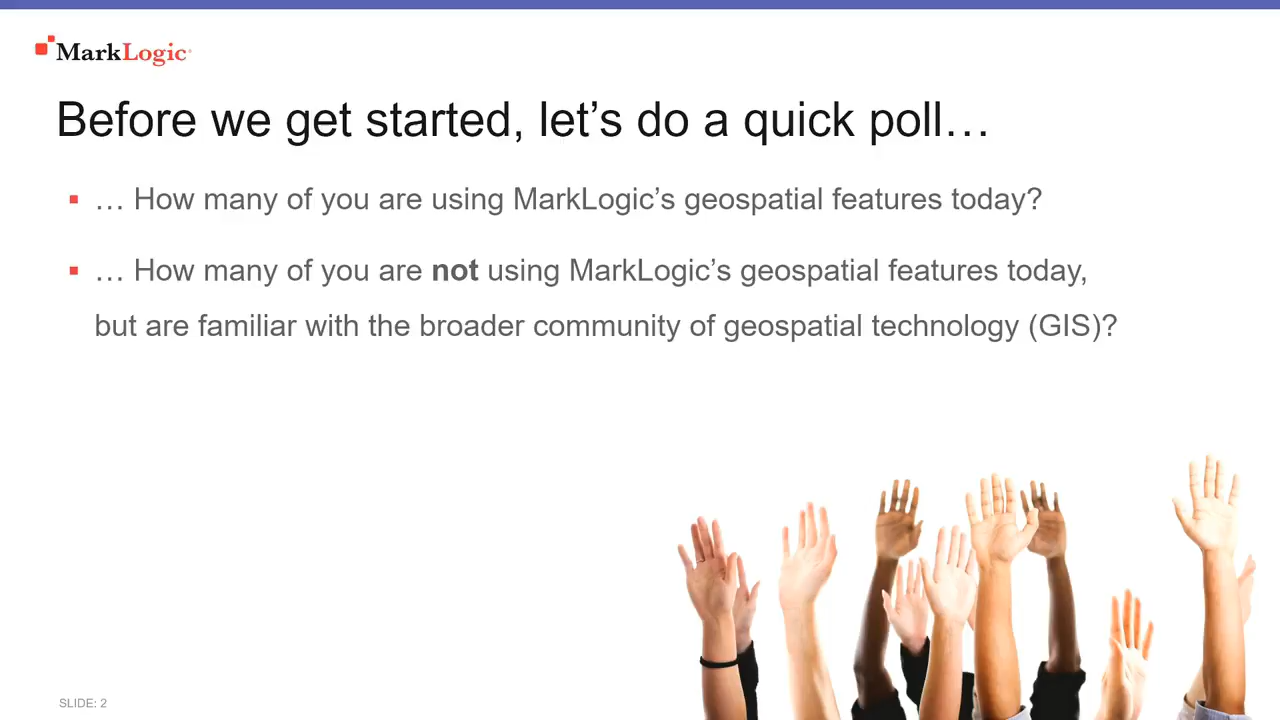 MarkLogic
Before we get started, let’s do a quick poll…
▪ … How many of you are using MarkLogic’s geospatial features today?
▪ … How many of you are not using MarkLogic’s geospatial features today,
but are familiar with the broader community of geospatial technology (GIS)?
SLIDE: 2